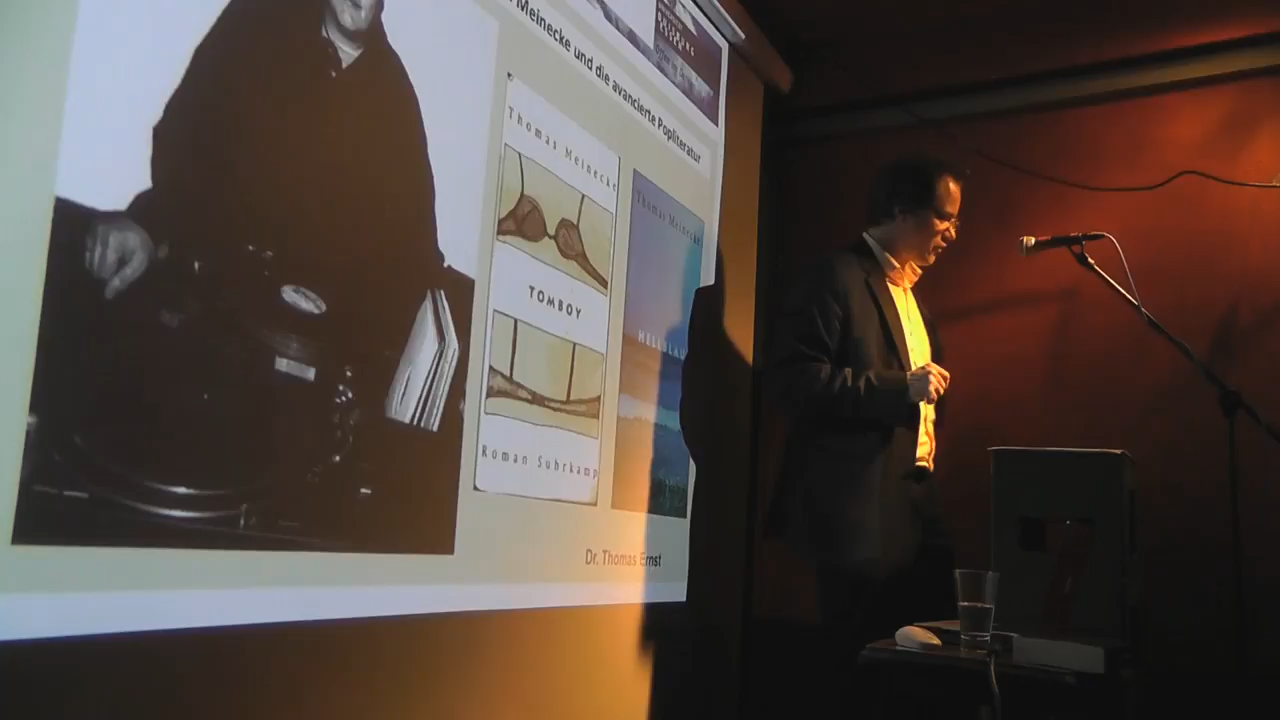 Meinecke und die avancierte Popliteratur
Thomas Meinecke
TOMBOY
Roman Suhrkamp
Thomas Meinecke
Dr. Thomas Ernst